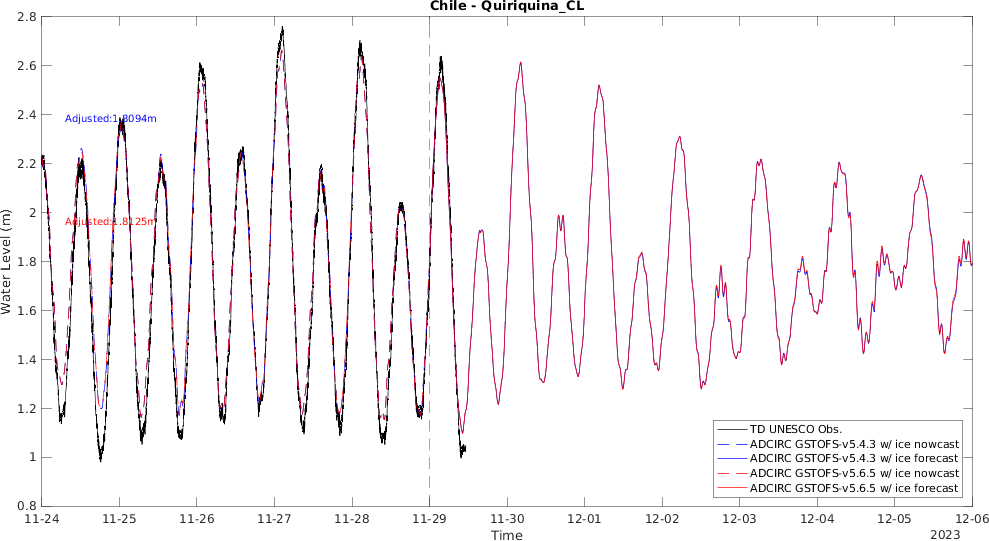 Chile - Quiriquina_CL
Water Level (m)
2.8
2.6
2.4
2.2
2
1.8
1.6
1.4
1.2
1
0.8
Adjusted:1.8094m
Adjusted:1.8125m
TD UNESCO Obs.
ADCIRC GSTOFS-v5.4.3 w/ ice nowcast
ADCIRC GSTOFS-v5.4.3 w/ ice forecast
ADCIRC GSTOFS-v5.6.5 w/ ice nowcast
ADCIRC GSTOFS-v5.6.5 w/ ice forecast
11-24 11-25 11-26 11-27 11-28 11-29 11-30 12-01 12-02 12-03 12-04 12-05 12-06
Time
2023